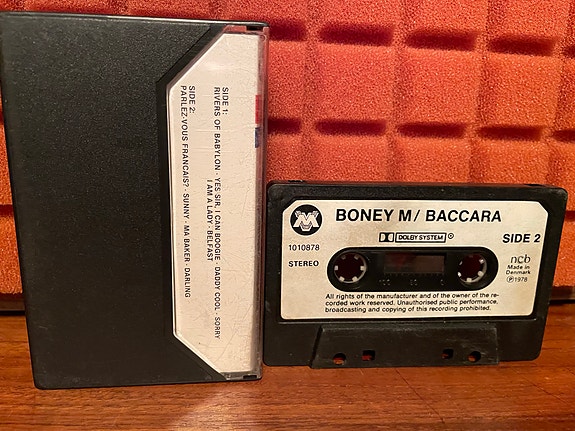 SIDE 1:
RIVERS OF BABYLON · YES SIR, I CAN BOOGIE · DADDY COOL · SORRY
I AM A LADY · BELFAST
SIDE 2:
PARLEZ-VOUS FRANCAIS? · SUNNY · MA BAKER · DARLING
M
BONEY M/ BACCARA
DOLBY SYSTEM ®
SIDE 2
1010878
STEREO
ncb
Made in
Denmark
℗ 1978
100 50 0
All rights of the manufacturer and of the owner of the re-
corded work reserved. Unauthorised public performance,
broadcasting and copying of this recording prohibited.